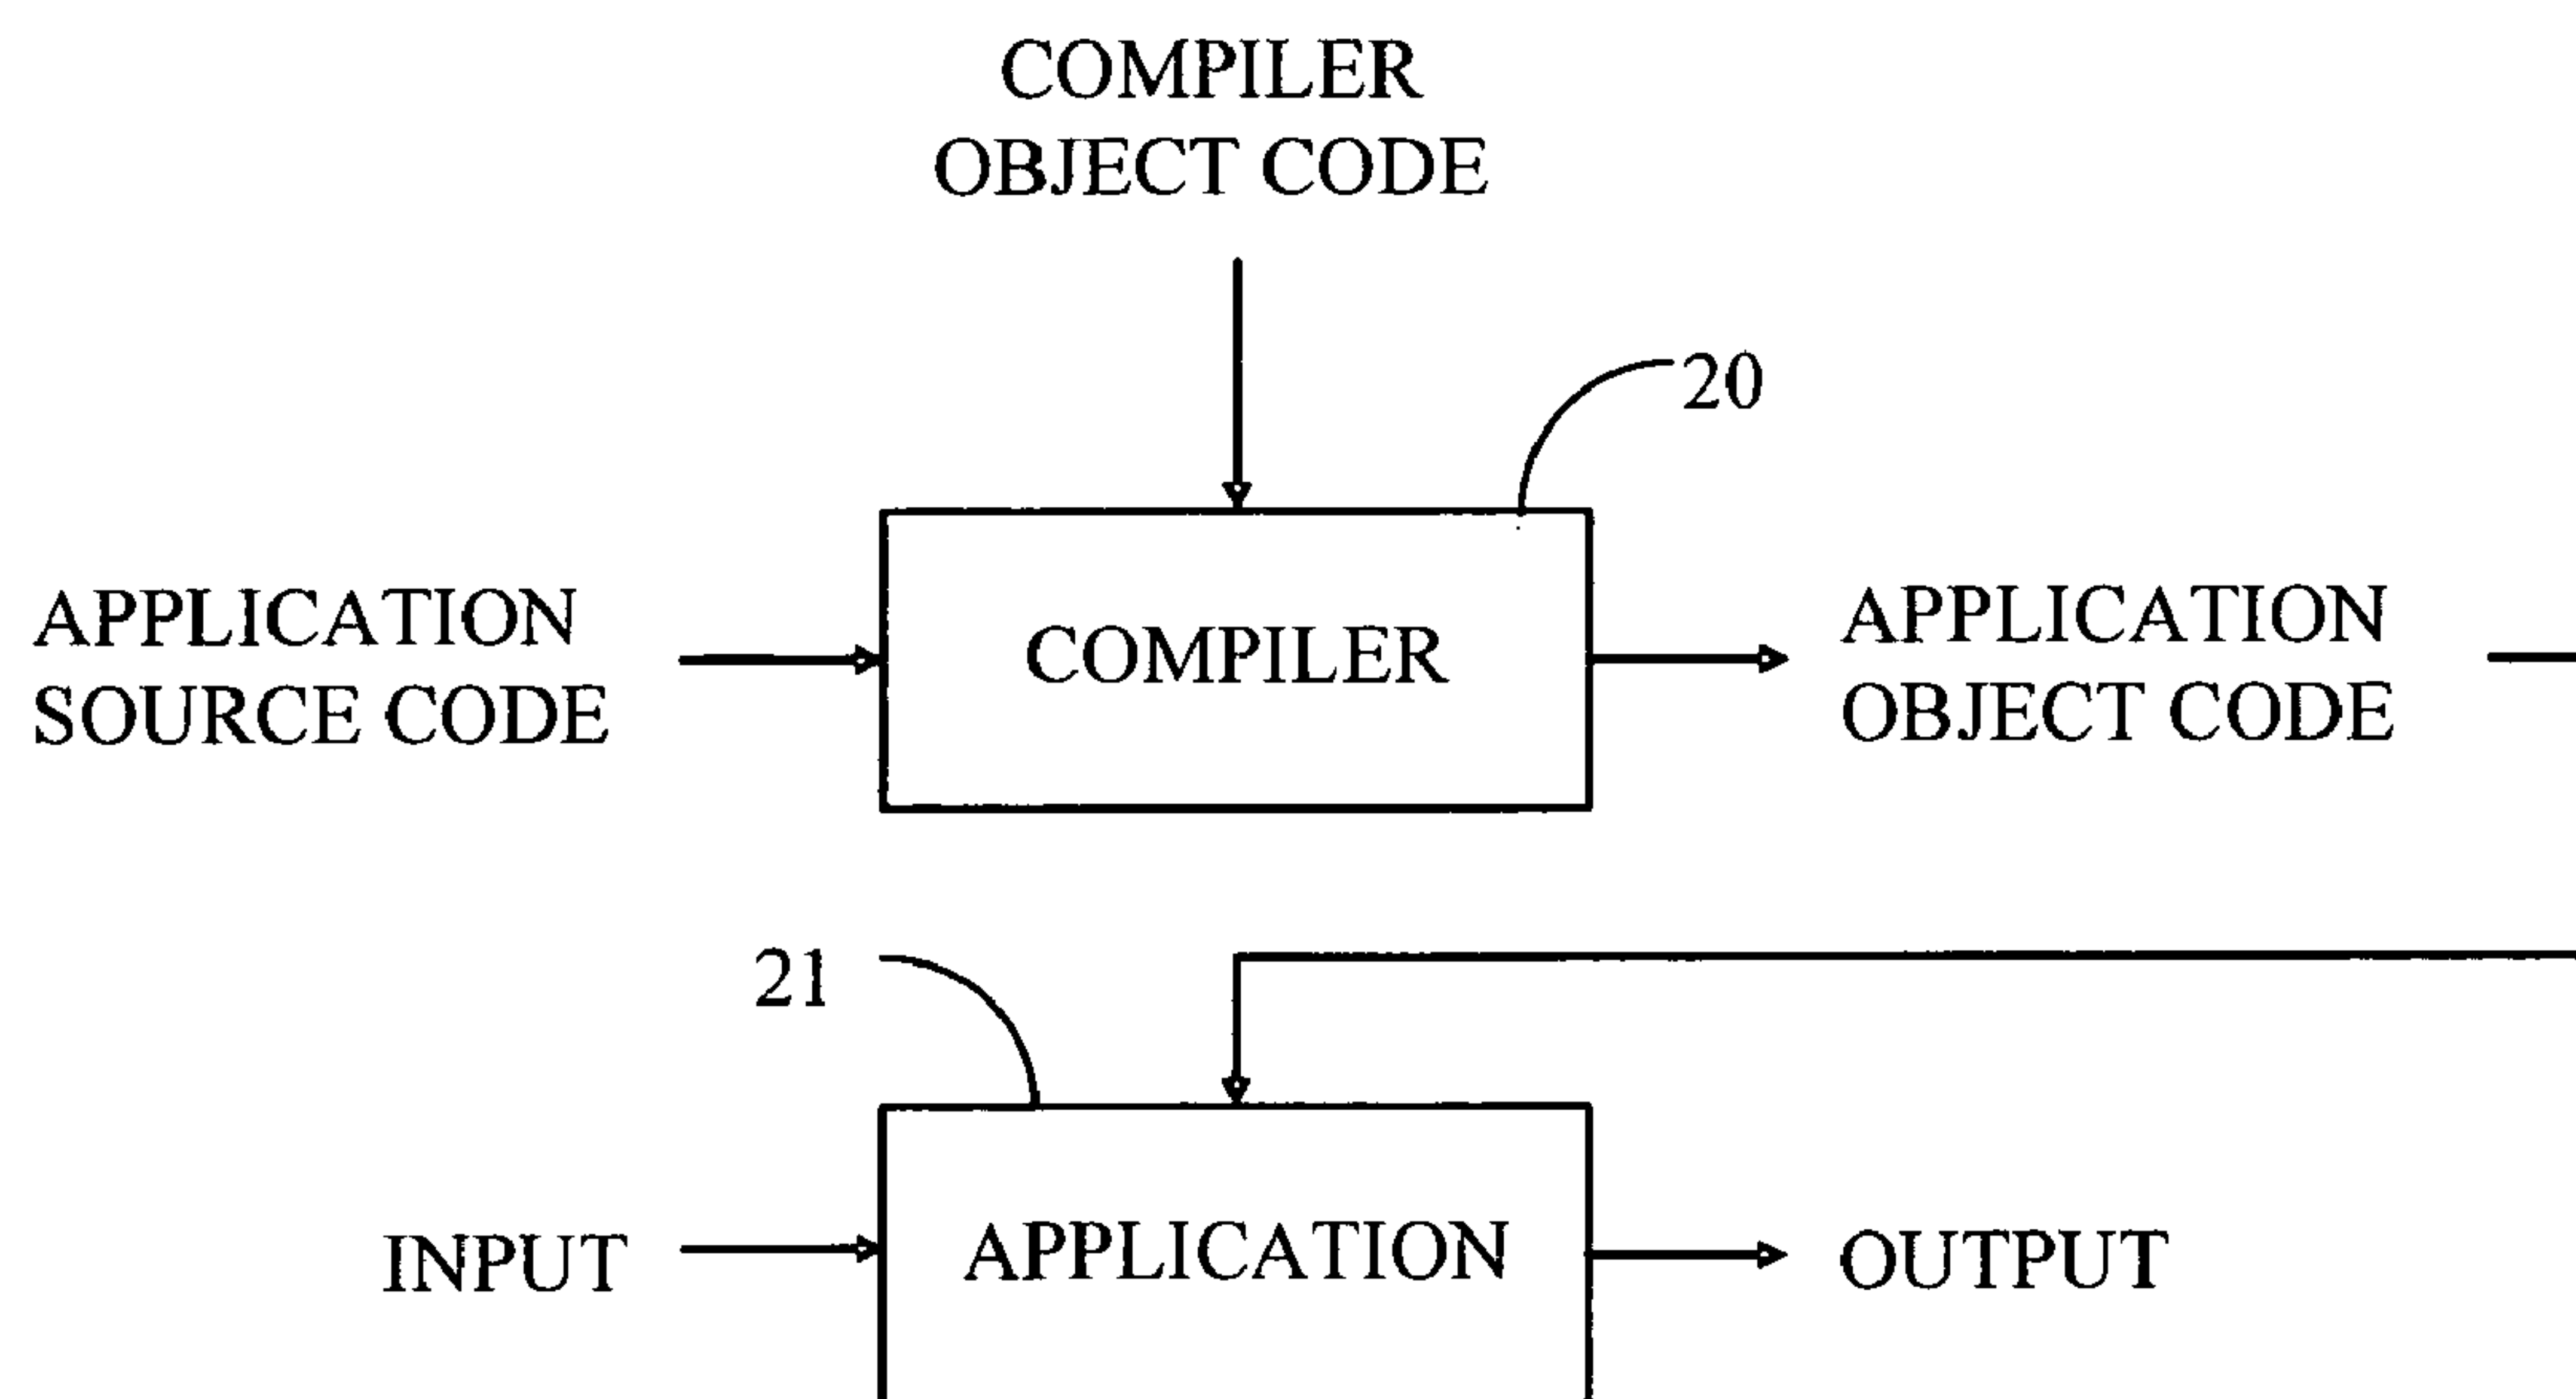 COMPILER
OBJECT CODE
20
APPLICATION
SOURCE CODE
COMPILER
APPLICATION
OBJECT CODE
21
INPUT
APPLICATION
OUTPUT